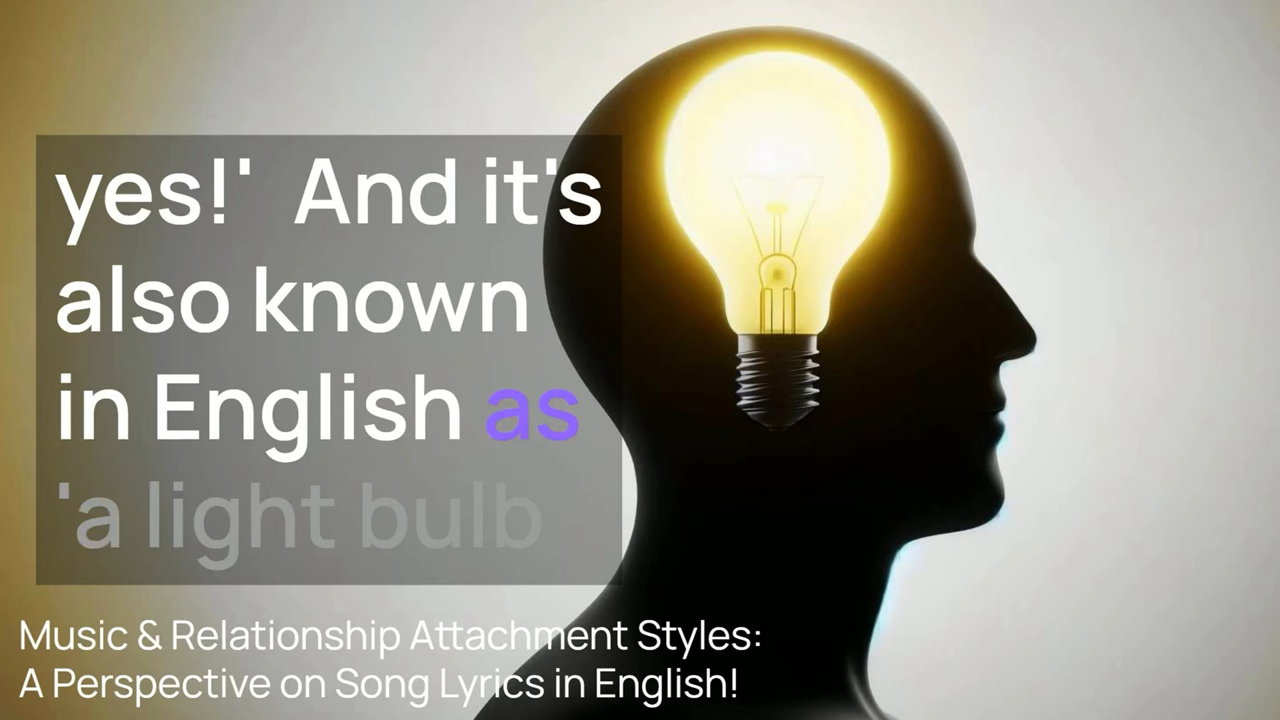 yes!' And it's
also known
in English as
'a light bulb
Music & Relationship Attachment Styles:
A Perspective on Song Lyrics in English!